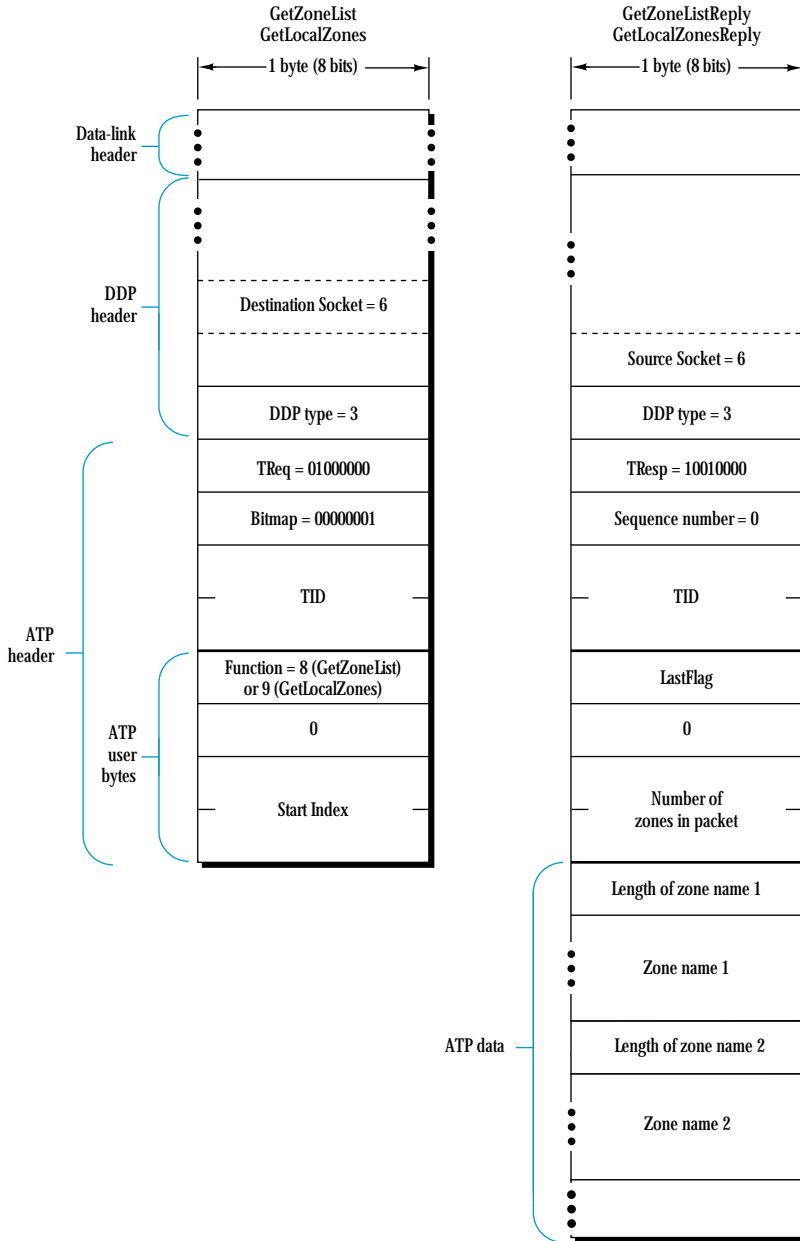 GetZoneList
GetLocalZones
1 byte (8 bits)
Data-link
header
DDP
header
Destination Socket = 6
DDP type = 3
ATP
header
TReq = 01000000
Bitmap = 00000001
TID
ATP
user
bytes
Function = 8 (GetZoneList)
or 9 (GetLocalZones)
0
Start Index
GetZoneListReply
GetLocalZonesReply
1 byte (8 bits)
Source Socket = 6
DDP type = 3
TResp = 10010000
Sequence number = 0
TID
LastFlag
0
Number of
zones in packet
ATP data
Length of zone name 1
Zone name 1
Length of zone name 2
Zone name 2